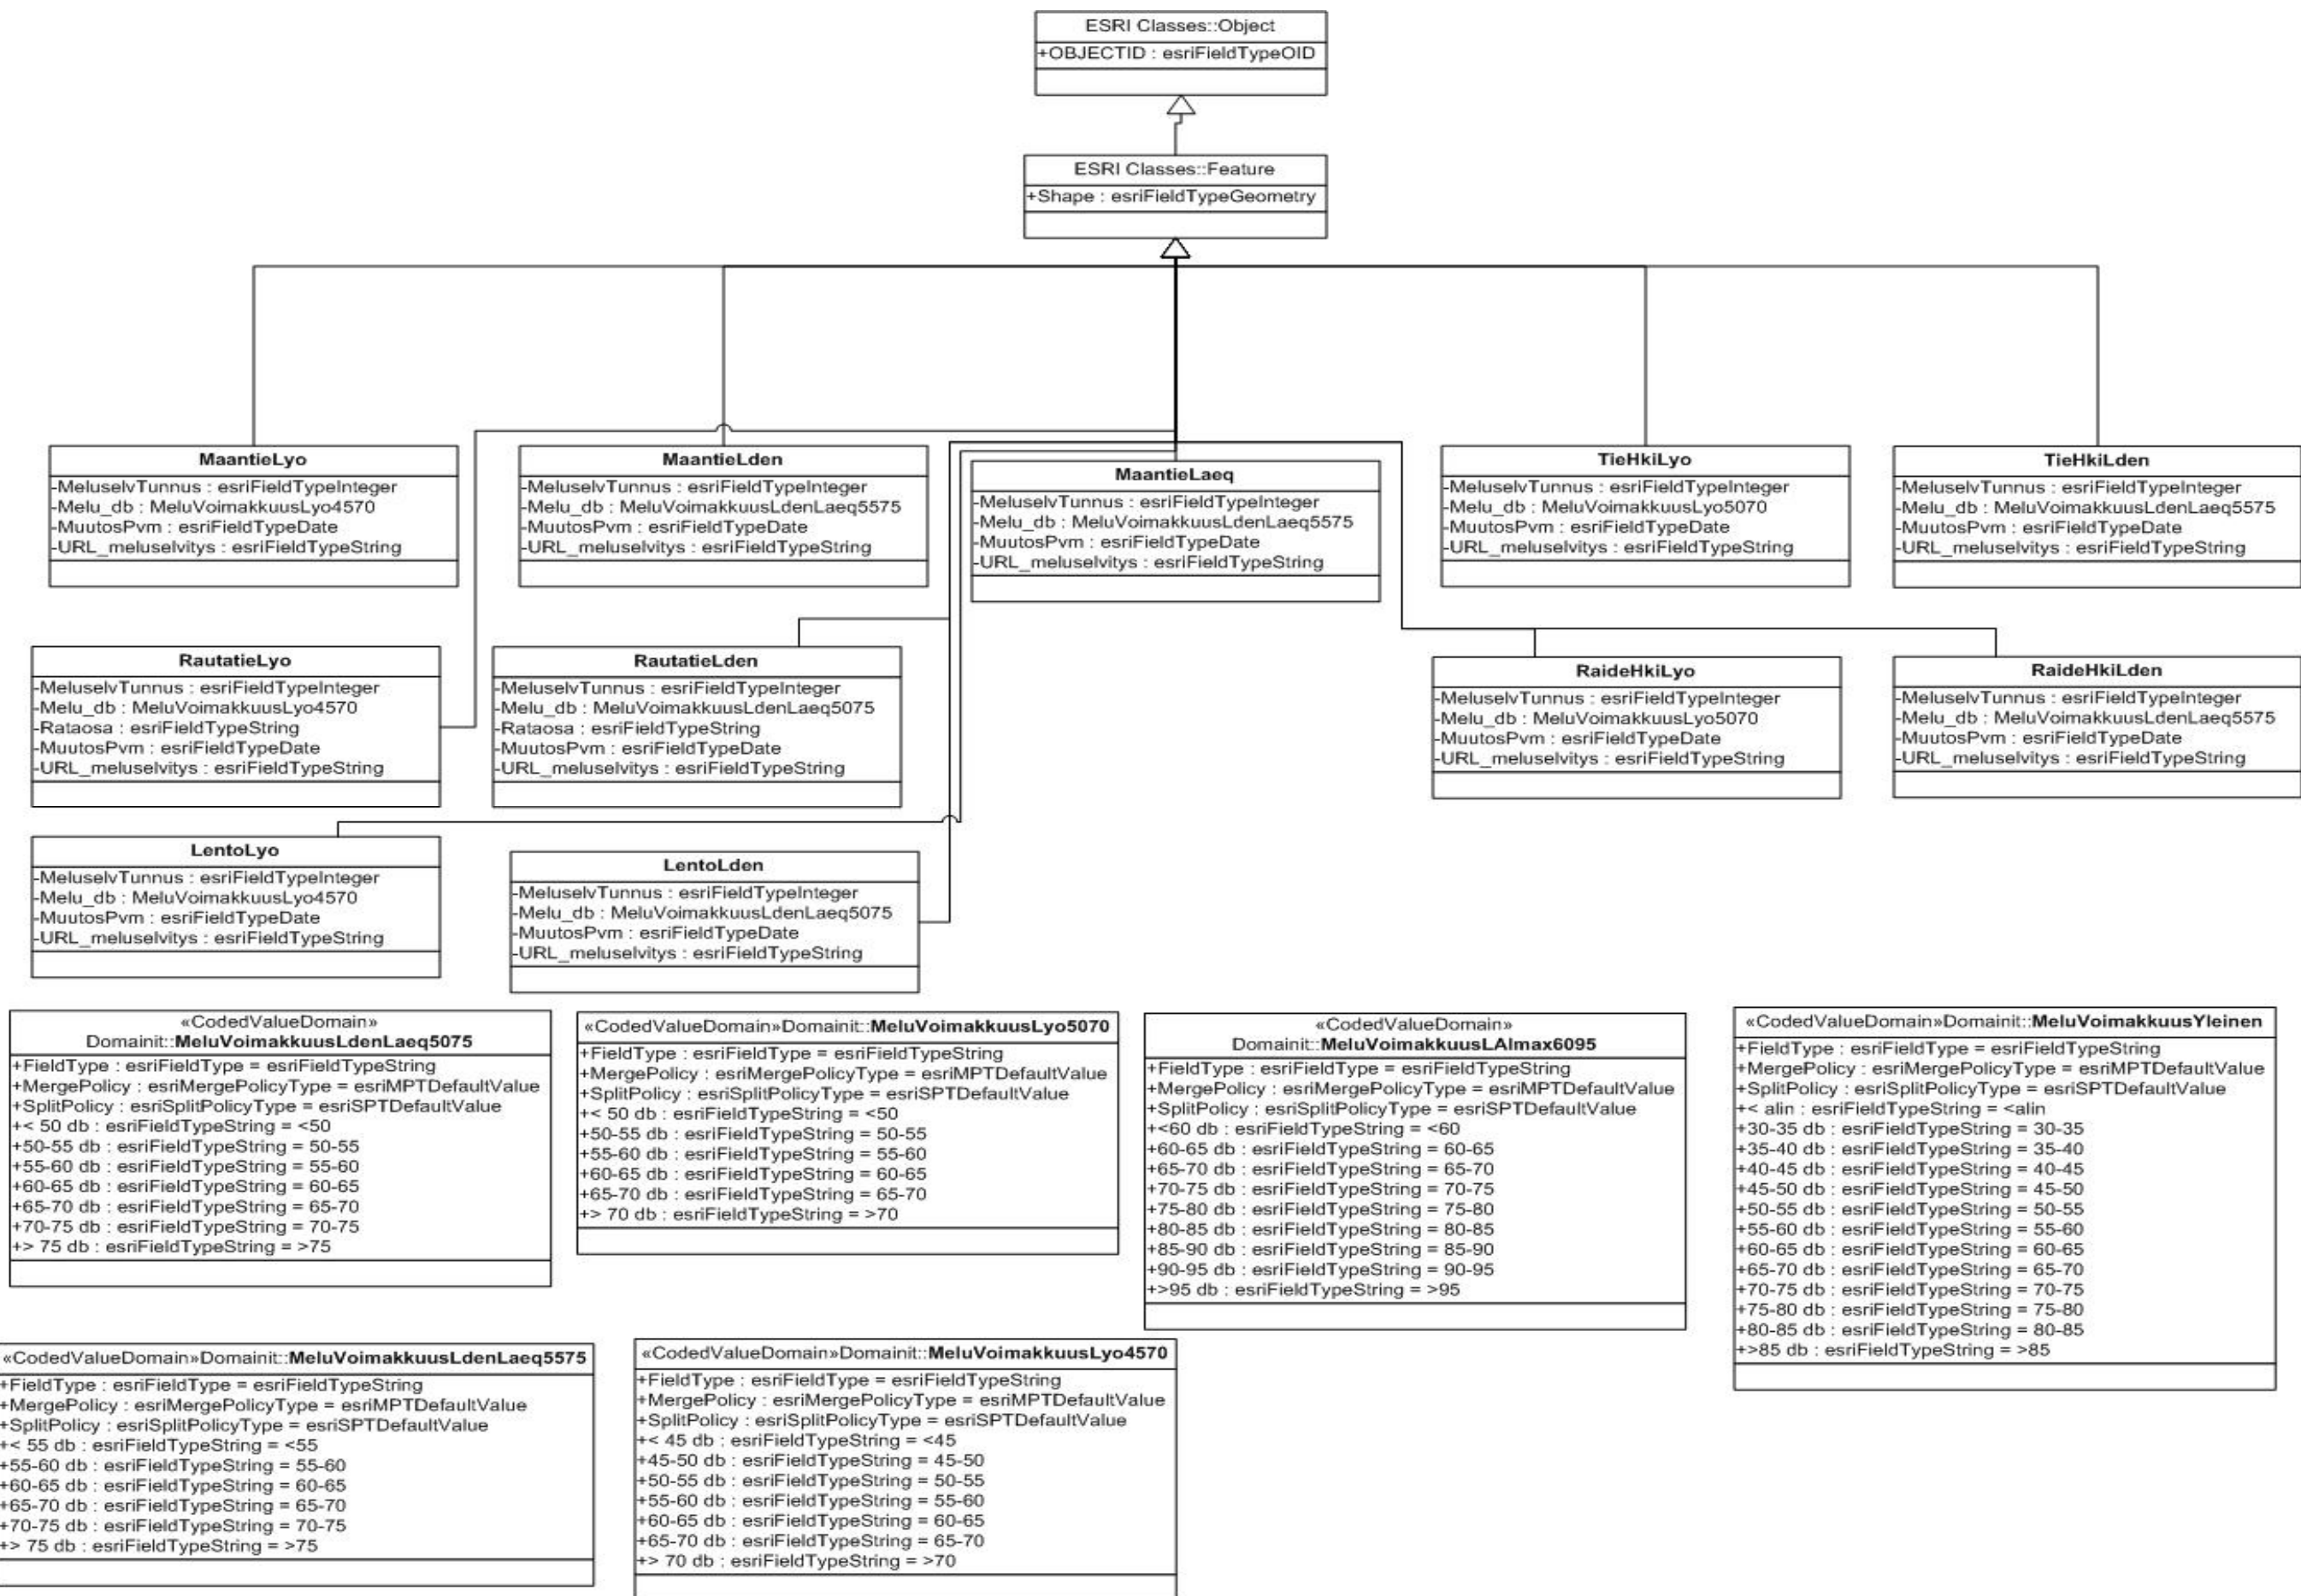 ESRI Classes::Object
+OBJECTID : esriFieldTypeOID
ESRI Classes::Feature
+Shape : esriFieldTypeGeometry
MaantieLyo
-MeluselvTunnus : esriFieldTypeInteger
-Melu_db : MeluVoimakkuusLyo4570
-MuutosPvm : esriFieldTypeDate
-URL_meluselvitys : esriFieldTypeString
MaantieLden
-MeluselvTunnus : esriFieldTypeInteger
-Melu_db : MeluVoimakkuusLdenLaeq5575
-MuutosPvm : esriFieldTypeDate
-URL_meluselvitys : esriFieldTypeString
MaantieLaeq
-MeluselvTunnus : esriFieldTypeInteger
-Melu_db : MeluVoimakkuusLdenLaeq5575
-MuutosPvm : esriFieldTypeDate
-URL_meluselvitys : esriFieldTypeString
TieHkiLyo
-MeluselvTunnus : esriFieldTypeInteger
-Melu_db : MeluVoimakkuusLyo5070
-MuutosPvm : esriFieldTypeDate
-URL_meluselvitys : esriFieldTypeString
TieHkiLden
-MeluselvTunnus : esriFieldTypeInteger
-Melu_db : MeluVoimakkuusLdenLaeq5575
-MuutosPvm : esriFieldTypeDate
-URL_meluselvitys : esriFieldTypeString
RautatieLyo
-MeluselvTunnus : esriFieldTypeInteger
-Melu_db : MeluVoimakkuusLyo4570
-Rataosa : esriFieldTypeString
-MuutosPvm : esriFieldTypeDate
-URL_meluselvitys : esriFieldTypeString
RautatieLden
-MeluselvTunnus : esriFieldTypeInteger
-Melu_db : MeluVoimakkuusLdenLaeq5075
-Rataosa : esriFieldTypeString
-MuutosPvm : esriFieldTypeDate
-URL_meluselvitys : esriFieldTypeString
RaideHkiLyo
-MeluselvTunnus : esriFieldTypeInteger
-Melu_db : MeluVoimakkuusLyo5070
-MuutosPvm : esriFieldTypeDate
-URL_meluselvitys : esriFieldTypeString
RaideHkiLden
-MeluselvTunnus : esriFieldTypeInteger
-Melu_db : MeluVoimakkuusLdenLaeq5575
-MuutosPvm : esriFieldTypeDate
-URL_meluselvitys : esriFieldTypeString
LentoLyo
-MeluselvTunnus : esriFieldTypeInteger
-Melu_db : MeluVoimakkuusLyo4570
-MuutosPvm : esriFieldTypeDate
-URL_meluselvitys : esriFieldTypeString
LentoLden
-MeluselvTunnus : esriFieldTypeInteger
-Melu_db : MeluVoimakkuusLdenLaeq5075
-MuutosPvm : esriFieldTypeDate
-URL_meluselvitys : esriFieldTypeString
«CodedValueDomain»
Domainit::MeluVoimakkuusLdenLaeq5075
+FieldType : esriFieldType = esriFieldTypeString
+MergePolicy : esriMergePolicyType = esriMPTDefaultValue
+SplitPolicy : esriSplitPolicyType = esriSPTDefaultValue
+< 50 db : esriFieldTypeString = <50
+50-55 db : esriFieldTypeString = 50-55
+55-60 db : esriFieldTypeString = 55-60
+60-65 db : esriFieldTypeString = 60-65
+65-70 db : esriFieldTypeString = 65-70
+70-75 db : esriFieldTypeString = 70-75
+> 75 db : esriFieldTypeString = >75
«CodedValueDomain»Domainit::MeluVoimakkuusLyo5070
+FieldType : esriFieldType = esriFieldTypeString
+MergePolicy : esriMergePolicyType = esriMPTDefaultValue
+SplitPolicy : esriSplitPolicyType = esriSPTDefaultValue
+< 50 db : esriFieldTypeString = <50
+50-55 db : esriFieldTypeString = 50-55
+55-60 db : esriFieldTypeString = 55-60
+60-65 db : esriFieldTypeString = 60-65
+65-70 db : esriFieldTypeString = 65-70
+> 70 db : esriFieldTypeString = >70
«CodedValueDomain»
Domainit::MeluVoimakkuusLAImax6095
+FieldType : esriFieldType = esriFieldTypeString
+MergePolicy : esriMergePolicyType = esriMPTDefaultValue
+SplitPolicy : esriSplitPolicyType = esriSPTDefaultValue
+<60 db : esriFieldTypeString = <60
+60-65 db : esriFieldTypeString = 60-65
+65-70 db : esriFieldTypeString = 65-70
+70-75 db : esriFieldTypeString = 70-75
+75-80 db : esriFieldTypeString = 75-80
+80-85 db : esriFieldTypeString = 80-85
+85-90 db : esriFieldTypeString = 85-90
+90-95 db : esriFieldTypeString = 90-95
+>95 db : esriFieldTypeString = >95
«CodedValueDomain»Domainit::MeluVoimakkuusYleinen
+FieldType : esriFieldType = esriFieldTypeString
+MergePolicy : esriMergePolicyType = esriMPTDefaultValue
+SplitPolicy : esriSplitPolicyType = esriSPTDefaultValue
+< alin : esriFieldTypeString = <alin
+30-35 db : esriFieldTypeString = 30-35
+35-40 db : esriFieldTypeString = 35-40
+40-45 db : esriFieldTypeString = 40-45
+45-50 db : esriFieldTypeString = 45-50
+50-55 db : esriFieldTypeString = 50-55
+55-60 db : esriFieldTypeString = 55-60
+60-65 db : esriFieldTypeString = 60-65
+65-70 db : esriFieldTypeString = 65-70
+70-75 db : esriFieldTypeString = 70-75
+75-80 db : esriFieldTypeString = 75-80
+80-85 db : esriFieldTypeString = 80-85
+>85 db : esriFieldTypeString = >85
«CodedValueDomain»Domainit::MeluVoimakkuusLdenLaeq5575
+FieldType : esriFieldType = esriFieldTypeString
+MergePolicy : esriMergePolicyType = esriMPTDefaultValue
+SplitPolicy : esriSplitPolicyType = esriSPTDefaultValue
+< 55 db : esriFieldTypeString = <55
+55-60 db : esriFieldTypeString = 55-60
+60-65 db : esriFieldTypeString = 60-65
+65-70 db : esriFieldTypeString = 65-70
+70-75 db : esriFieldTypeString = 70-75
+> 75 db : esriFieldTypeString = >75
«CodedValueDomain»Domainit::MeluVoimakkuusLyo4570
+FieldType : esriFieldType = esriFieldTypeString
+MergePolicy : esriMergePolicyType = esriMPTDefaultValue
+SplitPolicy : esriSplitPolicyType = esriSPTDefaultValue
+< 45 db : esriFieldTypeString = <45
+45-50 db : esriFieldTypeString = 45-50
+50-55 db : esriFieldTypeString = 50-55
+55-60 db : esriFieldTypeString = 55-60
+60-65 db : esriFieldTypeString = 60-65
+65-70 db : esriFieldTypeString = 65-70
+> 70 db : esriFieldTypeString = >70